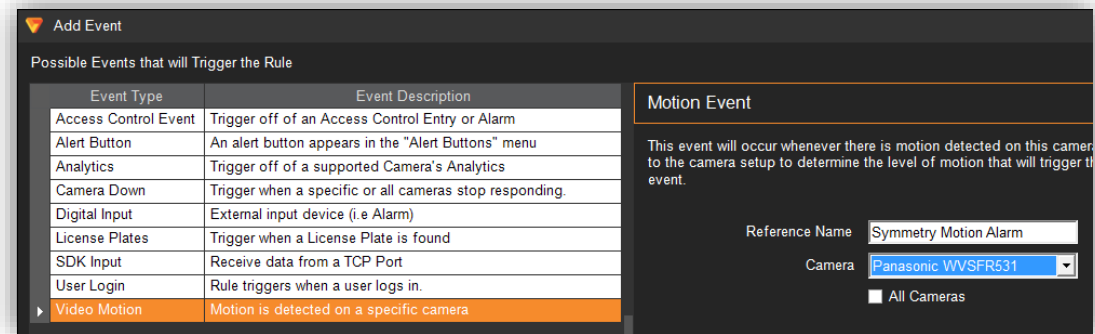 Add Event
Possible Events that will Trigger the Rule
Event Type Event Description
Access Control Event Trigger off of an Access Control Entry or Alarm
Alert Button An alert button appears in the "Alert Buttons" menu
Analytics Trigger off of a supported Camera's Analytics
Camera Down Trigger when a specific or all cameras stop responding.
Digital Input External input device (i.e Alarm)
License Plates Trigger when a License Plate is found
SDK Input Receive data from a TCP Port
User Login Rule triggers when a user logs in.
Video Motion Motion is detected on a specific camera
Motion Event
This event will occur whenever there is motion detected on this
to the camera setup to determine the level of motion that will trigger
event.
Reference Name Symmetry Motion Alarm
Camera Panasonic WVSFR531
All Cameras